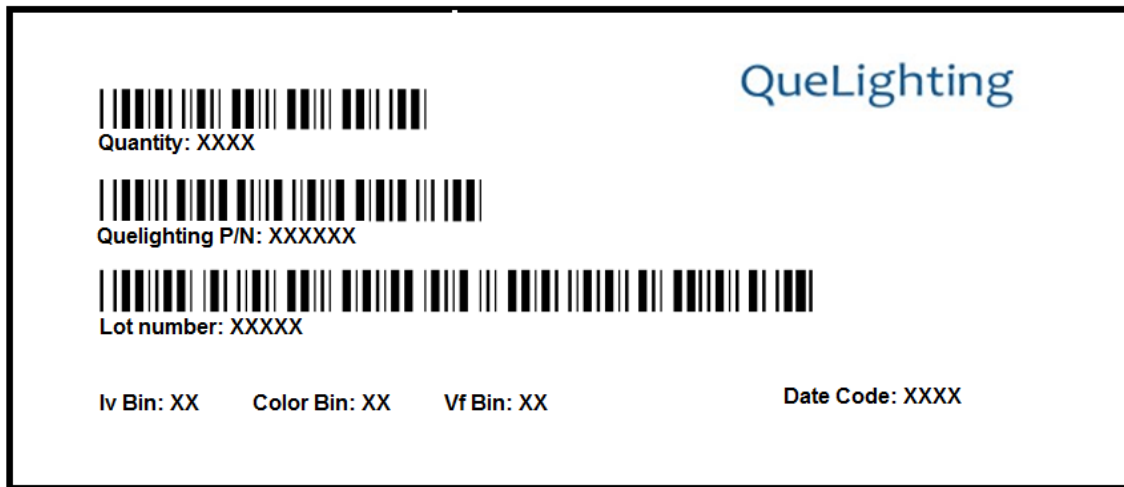 QueLighting
Quantity: XXXX
Quelighting P/N: XXXXXX
Lot number: XXXXX
Iv Bin: XX Color Bin: XX Vf Bin: XX Date Code: XXXX